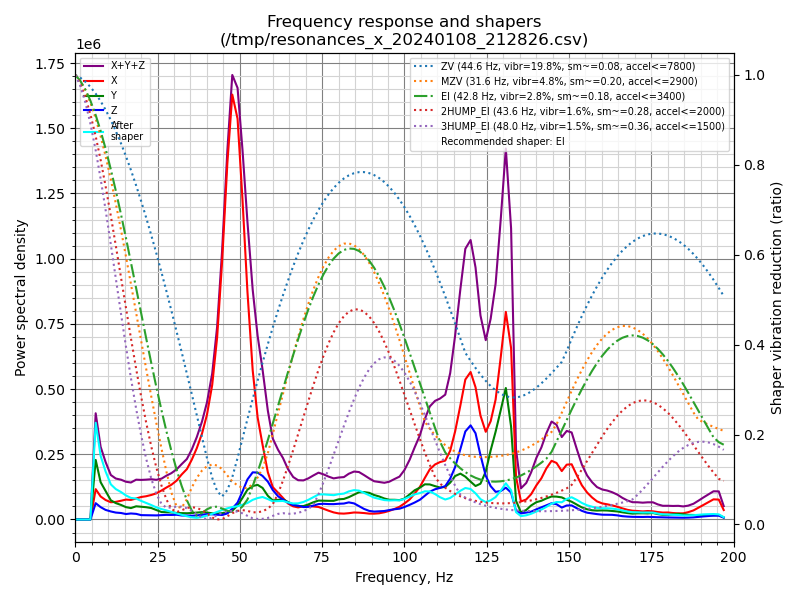 Frequency response and shapers
(/tmp/resonances_x_20240108_212826.csv)
1e6
X+Y+Z
X
Y
Z
After
shaper
ZV (44.6 Hz, vibr=19.8%, sm~=0.08, accel<=7800)
MZV (31.6 Hz, vibr=4.8%, sm~=0.20, accel<=2900)
EI (42.8 Hz, vibr=2.8%, sm~=0.18, accel<=3400)
2HUMP_EI (43.6 Hz, vibr=1.6%, sm~=0.28, accel<=2000)
3HUMP_EI (48.0 Hz, vibr=1.5%, sm~=0.36, accel<=1500)
Recommended shaper: EI
1.75
1.50
1.25
1.00
0.75
0.50
0.25
0.00
Power spectral density
1.0
0.8
0.6
0.4
0.2
0.0
Shaper vibration reduction (ratio)
0 25 50 75 100 125 150 175 200
Frequency, Hz